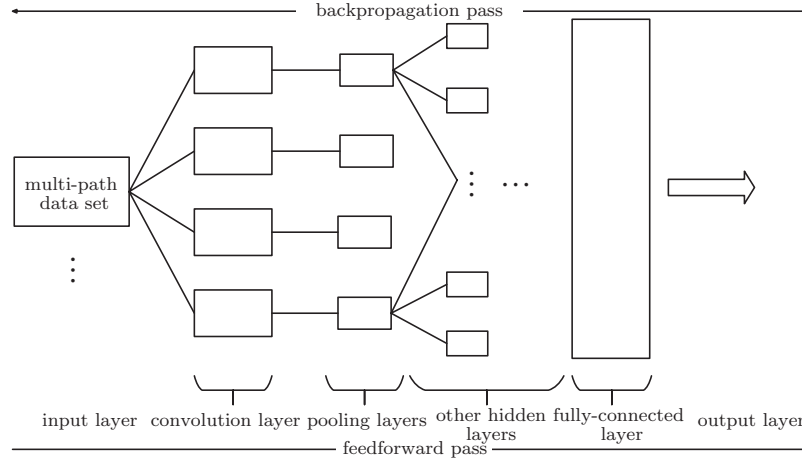 backpropagation pass
multi-path
data set
input layer
convolution layer
pooling layers
other hidden
layers
fully-connected
layer
output layer
feedforward pass